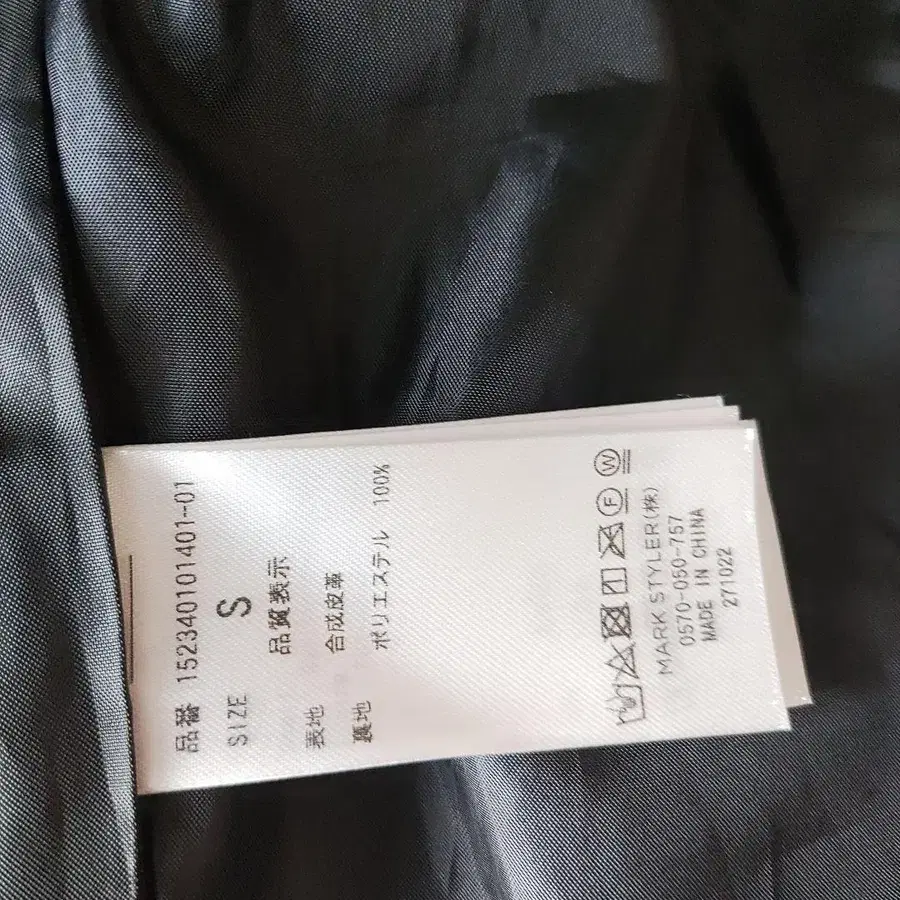 品番 152340101401-01
SIZE S
品質表示
表地 合成皮革
裏地 ポリエステル 100%
MARK STYLER(株)
0570-050-757
MADE IN CHINA
271022